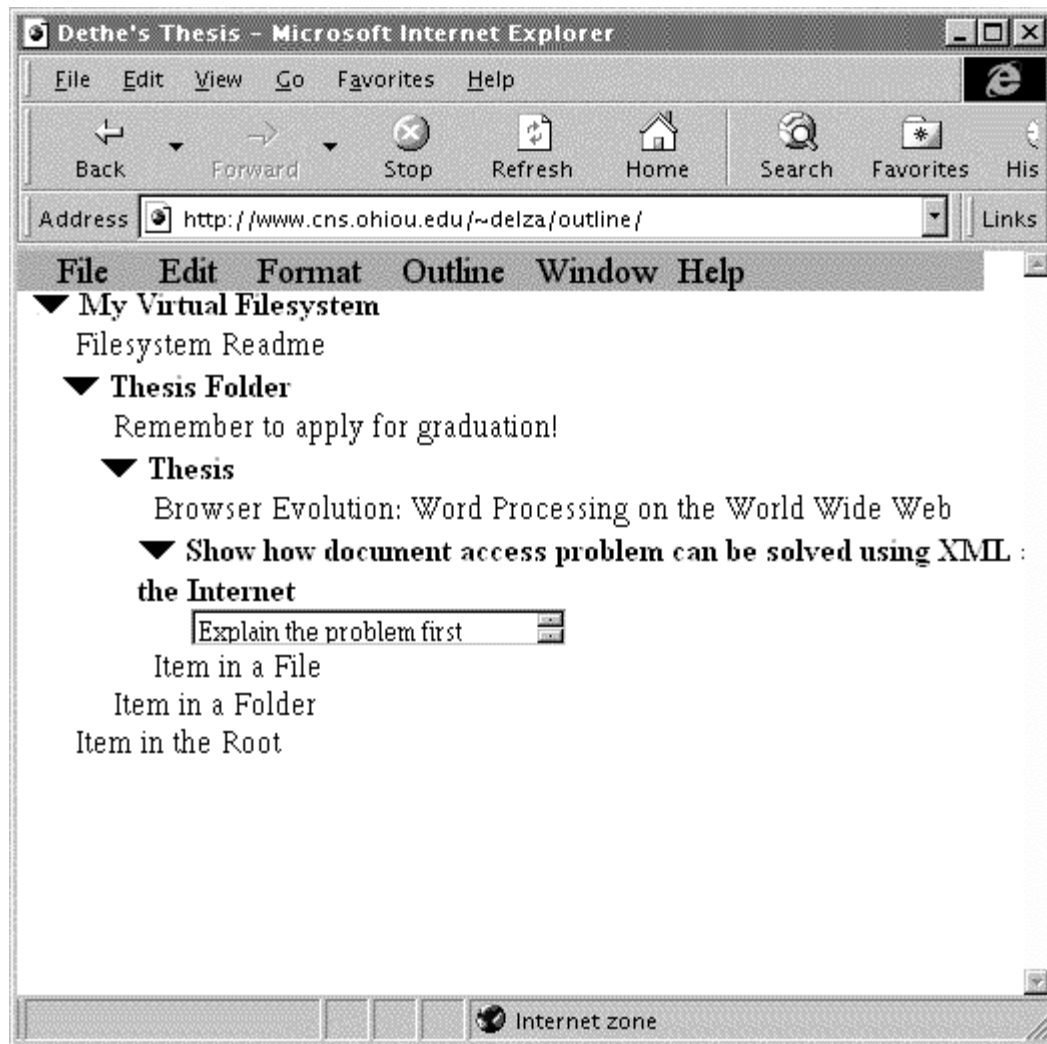 Dethe's Thesis – Microsoft Internet Explorer
File Edit View Go Favorites Help
Back Forward Stop Refresh Home Search Favorites His
Address http://www.cns.ohiou.edu/~delza/outline/ Links
File Edit Format Outline Window Help
My Virtual Filesystem
Filesystem Readme
Thesis Folder
Remember to apply for graduation!
Thesis
Browser Evolution: Word Processing on the World Wide Web
Show how document access problem can be solved using XML
the Internet
Explain the problem first
Item in a File
Item in a Folder
Item in the Root
Internet zone